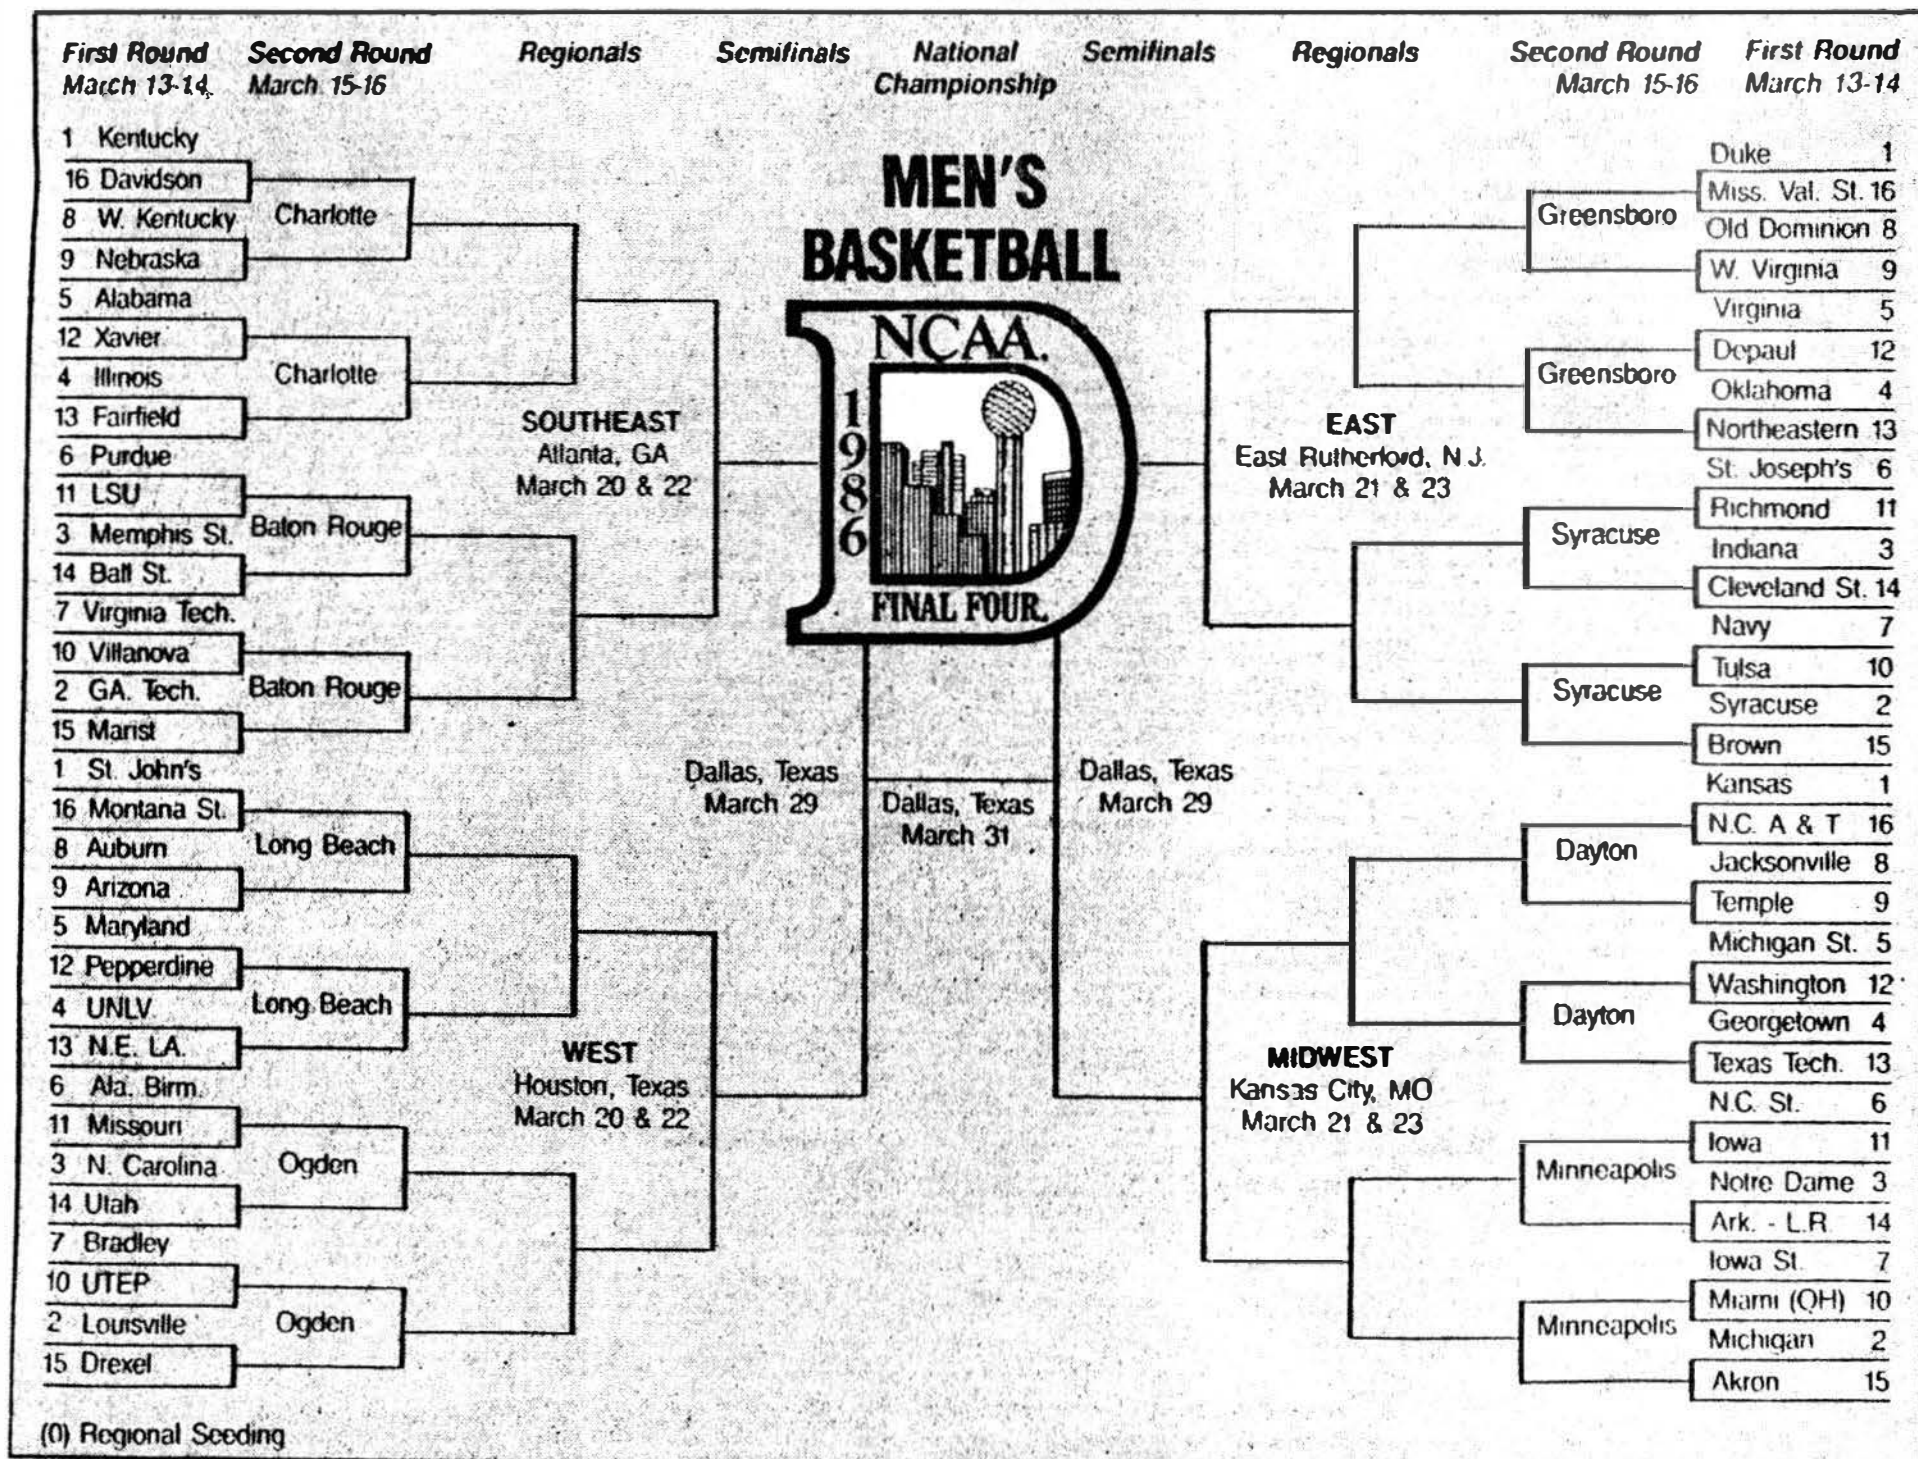 First Round Second Round Regionals Semifinals National Championship Semifinals Regionals Second Round First Round
March 13-14 March 15-16 March 15-16 March 13-14
1 Kentucky
16 Davidson
8 W. Kentucky
9 Nebraska
5 Alabama
12 Xavier
4 Illinois
13 Fairfield
6 Purdue
11 LSU
3 Memphis St.
14 Ball St.
7 Virginia Tech.
10 Villanova
2 GA. Tech.
15 Marist
1 St. John's
16 Montana St.
8 Auburn
9 Arizona
5 Maryland
12 Pepperdine
4 UNLV
13 N.E. LA.
6 Ala. Birm.
11 Missouri
3 N. Carolina
14 Utah
7 Bradley
10 UTEP
2 Louisville
15 Drexel
(0) Regional Seeding
Charlotte
Charlotte
Baton Rouge
Baton Rouge
Long Beach
Long Beach
Ogden
Ogden
SOUTHEAST
Atlanta, GA
March 20 & 22
WEST
Houston, Texas
March 20 & 22
MEN'S
BASKETBALL
NCAA.
1986
FINAL FOUR.
Dallas, Texas
March 29
Dallas, Texas
March 31
Dallas, Texas
March 29
EAST
East Rutherford, N.J.
March 21 & 23
MIDWEST
Kansas City, MO
March 21 & 23
Greensboro
Greensboro
Syracuse
Syracuse
Dayton
Dayton
Minneapolis
Minneapolis
Duke 1
Miss. Val. St. 16
Old Dominion 8
W. Virginia 9
Virginia 5
Depaul 12
Oklahoma 4
Northeastern 13
St. Joseph's 6
Richmond 11
Indiana 3
Cleveland St. 14
Navy 7
Tulsa 10
Syracuse 2
Brown 15
Kansas 1
N.C. A & T 16
Jacksonville 8
Temple 9
Michigan St. 5
Washington 12
Georgetown 4
Texas Tech. 13
N.C. St. 6
Iowa 11
Notre Dame 3
Ark. - L.R. 14
Iowa St. 7
Miami (OH) 10
Michigan 2
Akron 15